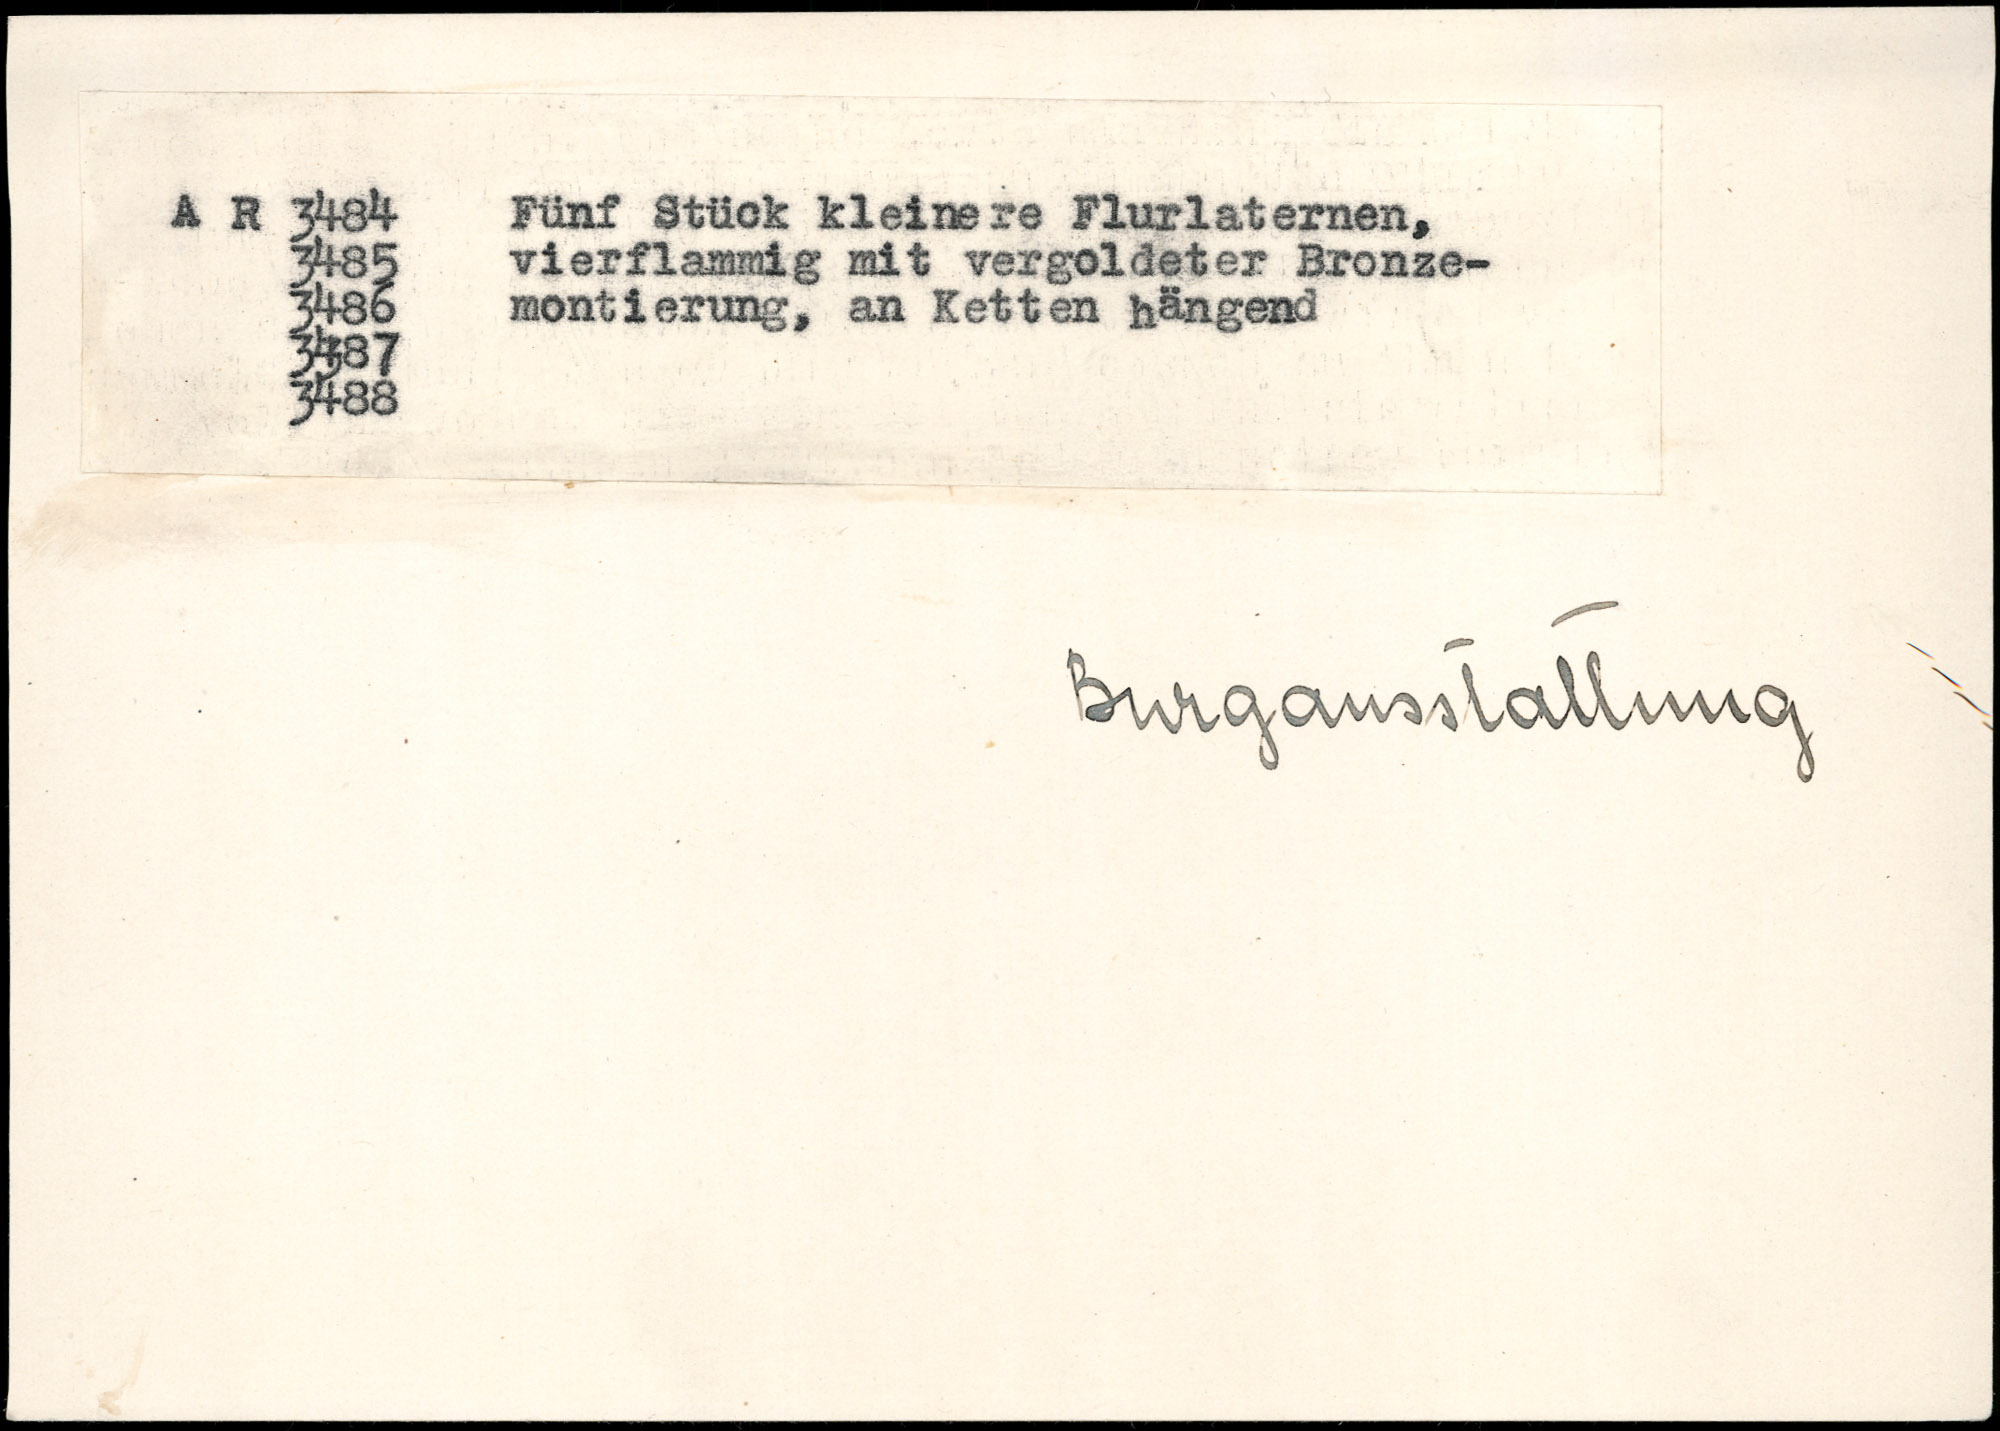 A R 3484 Fünf Stück kleinere Flurlaternen,
3485 vierflammig mit vergoldeter Bronze-
3486 montierung, an Ketten hängend
3487
3488
Burgausstattung